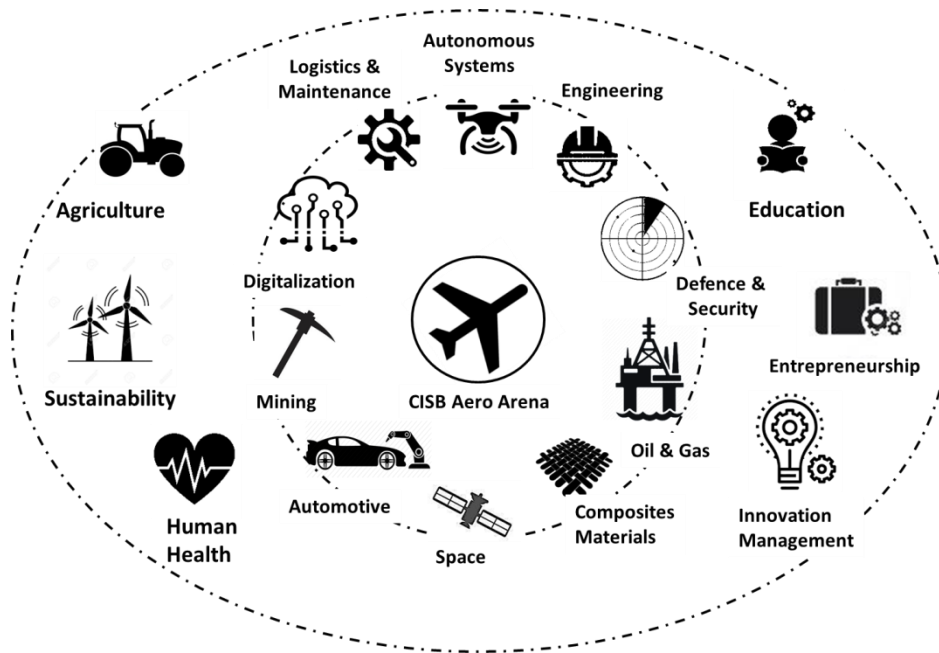 Autonomous
Systems
Logistics &
Maintenance
Engineering
Agriculture
Education
Digitalization
Defence &
Security
Sustainability
Mining
CISB Aero Arena
Entrepreneurship
Oil & Gas
Automotive
Composites
Materials
Human
Health
Space
Innovation
Management